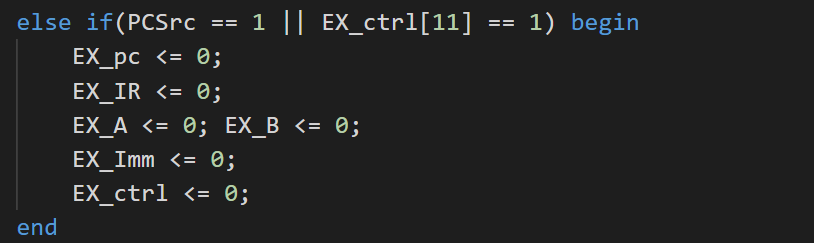 else if(PCSrc == 1 || EX_ctrl[11] == 1) begin
    EX_pc <= 0;
    EX_IR <= 0;
    EX_A <= 0; EX_B <= 0;
    EX_Imm <= 0;
    EX_ctrl <= 0;
end